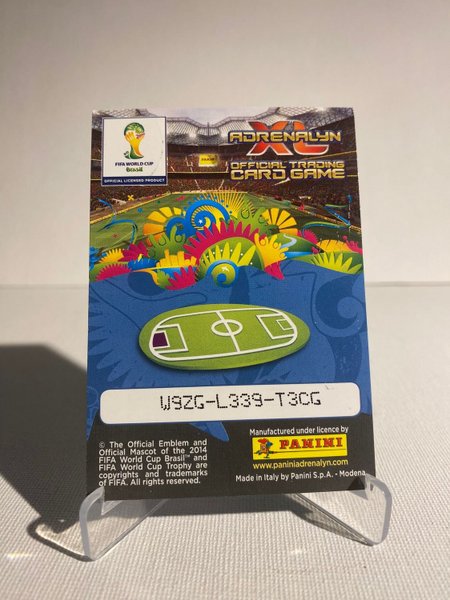 FIFA WORLD CUP
BRASIL
OFFICIAL LICENSED PRODUCT
ADRENALYN
XL
OFFICIAL TRADING
CARD GAME
W9ZG-L339-T3CG
© The Official Emblem and
Official Mascot of the 2014
FIFA World Cup Brasil™ and
FIFA World Cup Trophy are
copyrights and trademarks
of FIFA. All rights reserved.
Manufactured under licence by
PANINI
www.paniniadrenalyn.com
Made in Italy by Panini S.p.A. - Modena